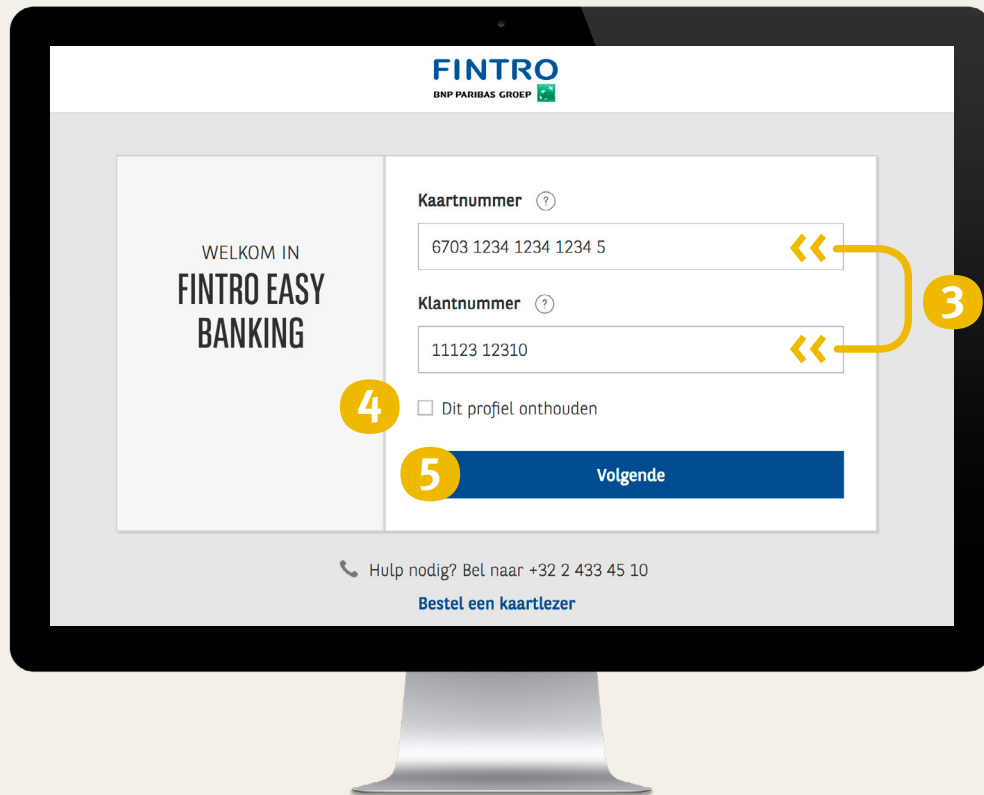 FINTRO
BNP PARIBAS GROEP
WELKOM IN
FINTRO EASY
BANKING
Kaartnummer ?
6703 1234 1234 1234 5
3
Klantnummer ?
11123 12310
4
Dit profiel onthouden
5
Volgende
Hulp nodig? Bel naar +32 2 433 45 10
Bestel een kaartlezer